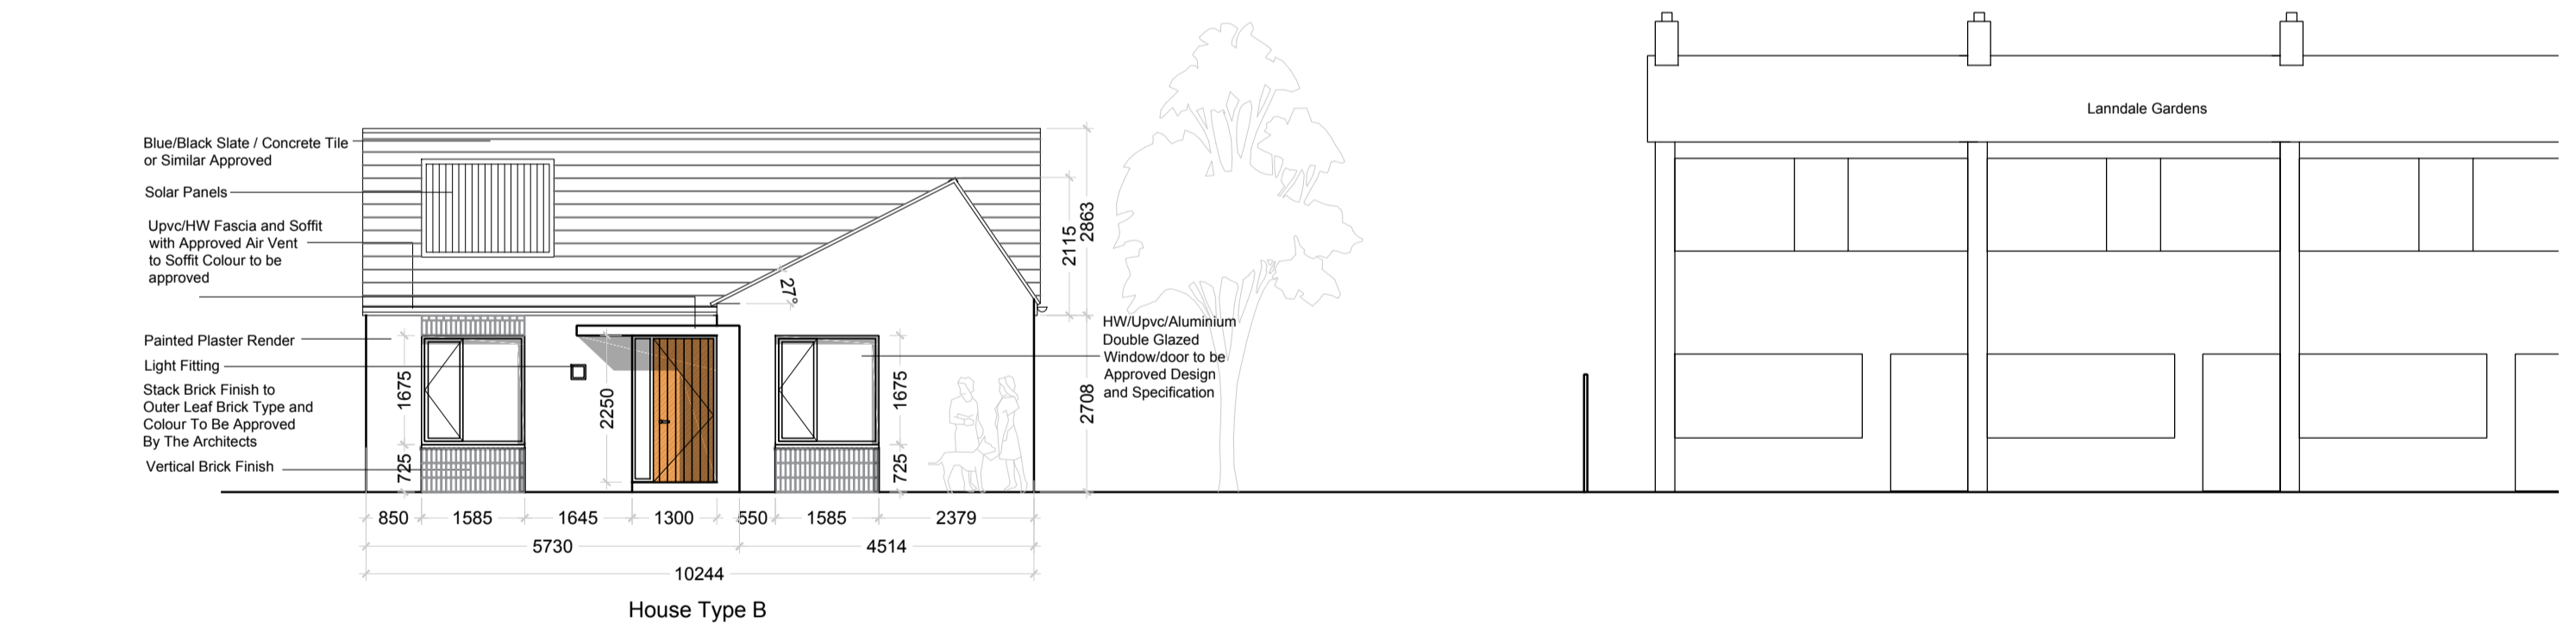 Lanndale Gardens
Blue/Black Slate / Concrete Tile
or Similar Approved
Solar Panels
Upvc/HW Fascia and Soffit
with Approved Air Vent
to Soffit Colour to be
approved
Painted Plaster Render
Light Fitting
Stack Brick Finish to
Outer Leaf Brick Type and
Colour To Be Approved
By The Architects
Vertical Brick Finish
27°
2115
2863
HW/Upvc/Aluminium
Double Glazed
Window/door to be
Approved Design
and Specification
1675
2250
1675
2708
725
725
850 1585 1645 1300 550 1585 2379
5730 4514
10244
House Type B